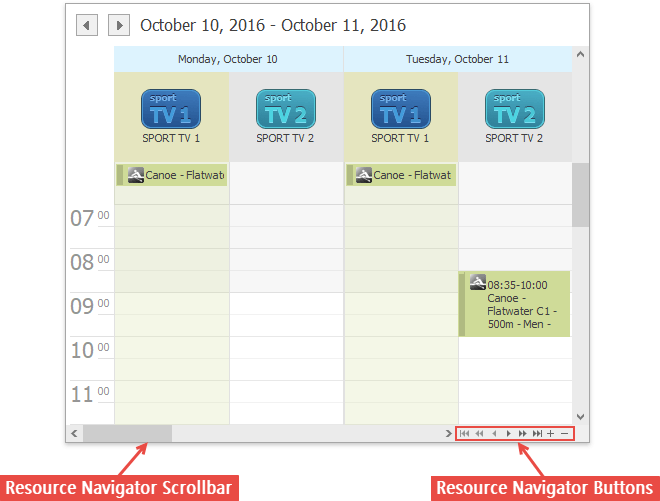 October 10, 2016 - October 11, 2016
Monday, October 10
Tuesday, October 11
sport
TV 1
SPORT TV 1
sport
TV 2
SPORT TV 2
sport
TV 1
SPORT TV 1
sport
TV 2
SPORT TV 2
Canoe - Flatwat
Canoe - Flatwat
07 00
08 00
08:35-10:00
Canoe -
Flatwater C1 -
500m - Men -
09 00
10 00
11 00
Resource Navigator Scrollbar
Resource Navigator Buttons